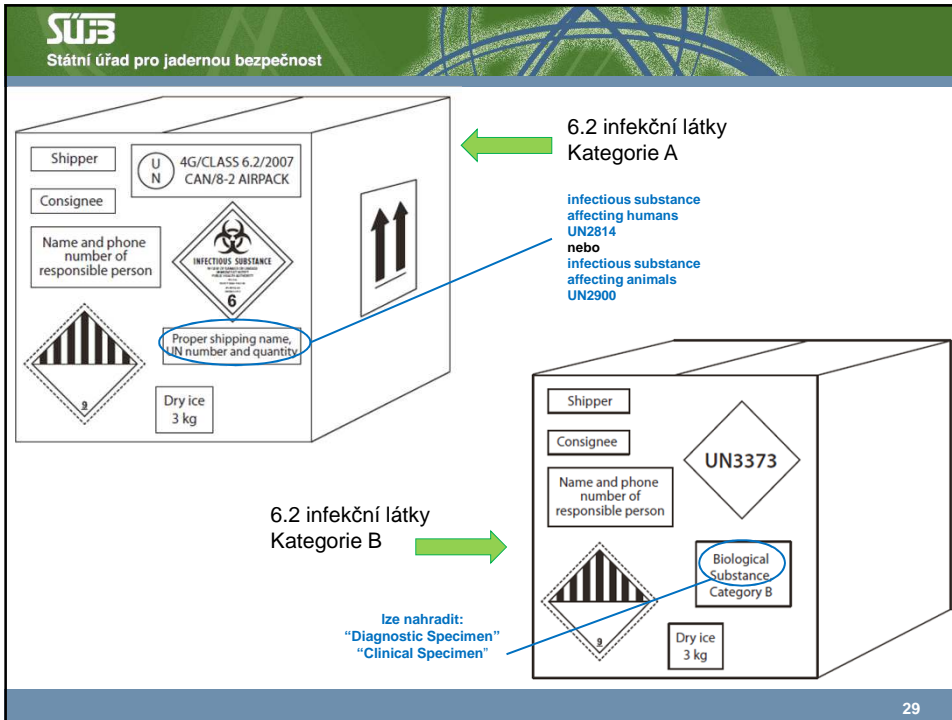 SÚJB
Státní úřad pro jadernou bezpečnost
6.2 infekční látky
Kategorie A
Shipper
U
N
4G/CLASS 6.2/2007
CAN/8-2 AIRPACK
Consignee
Name and phone
number of
responsible person
INFECTIOUS SUBSTANCE
6
infectious substance
affecting humans
UN2814
nebo
infectious substance
affecting animals
UN2900
Proper shipping name,
UN number and quantity
9
Dry ice
3 kg
6.2 infekční látky
Kategorie B
Shipper
Consignee
UN3373
Name and phone
number of
responsible person
Biological
Substance,
Category B
9
Dry ice
3 kg
lze nahradit:
“Diagnostic Specimen”
“Clinical Specimen”
29